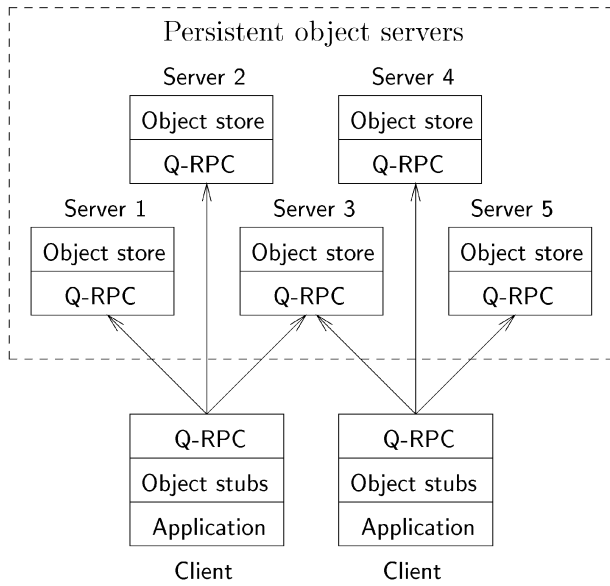 Persistent object servers
Server 2
Server 4
Object store
Object store
Q-RPC
Q-RPC
Server 1
Server 3
Server 5
Object store
Object store
Object store
Q-RPC
Q-RPC
Q-RPC
Q-RPC
Q-RPC
Object stubs
Object stubs
Application
Application
Client
Client